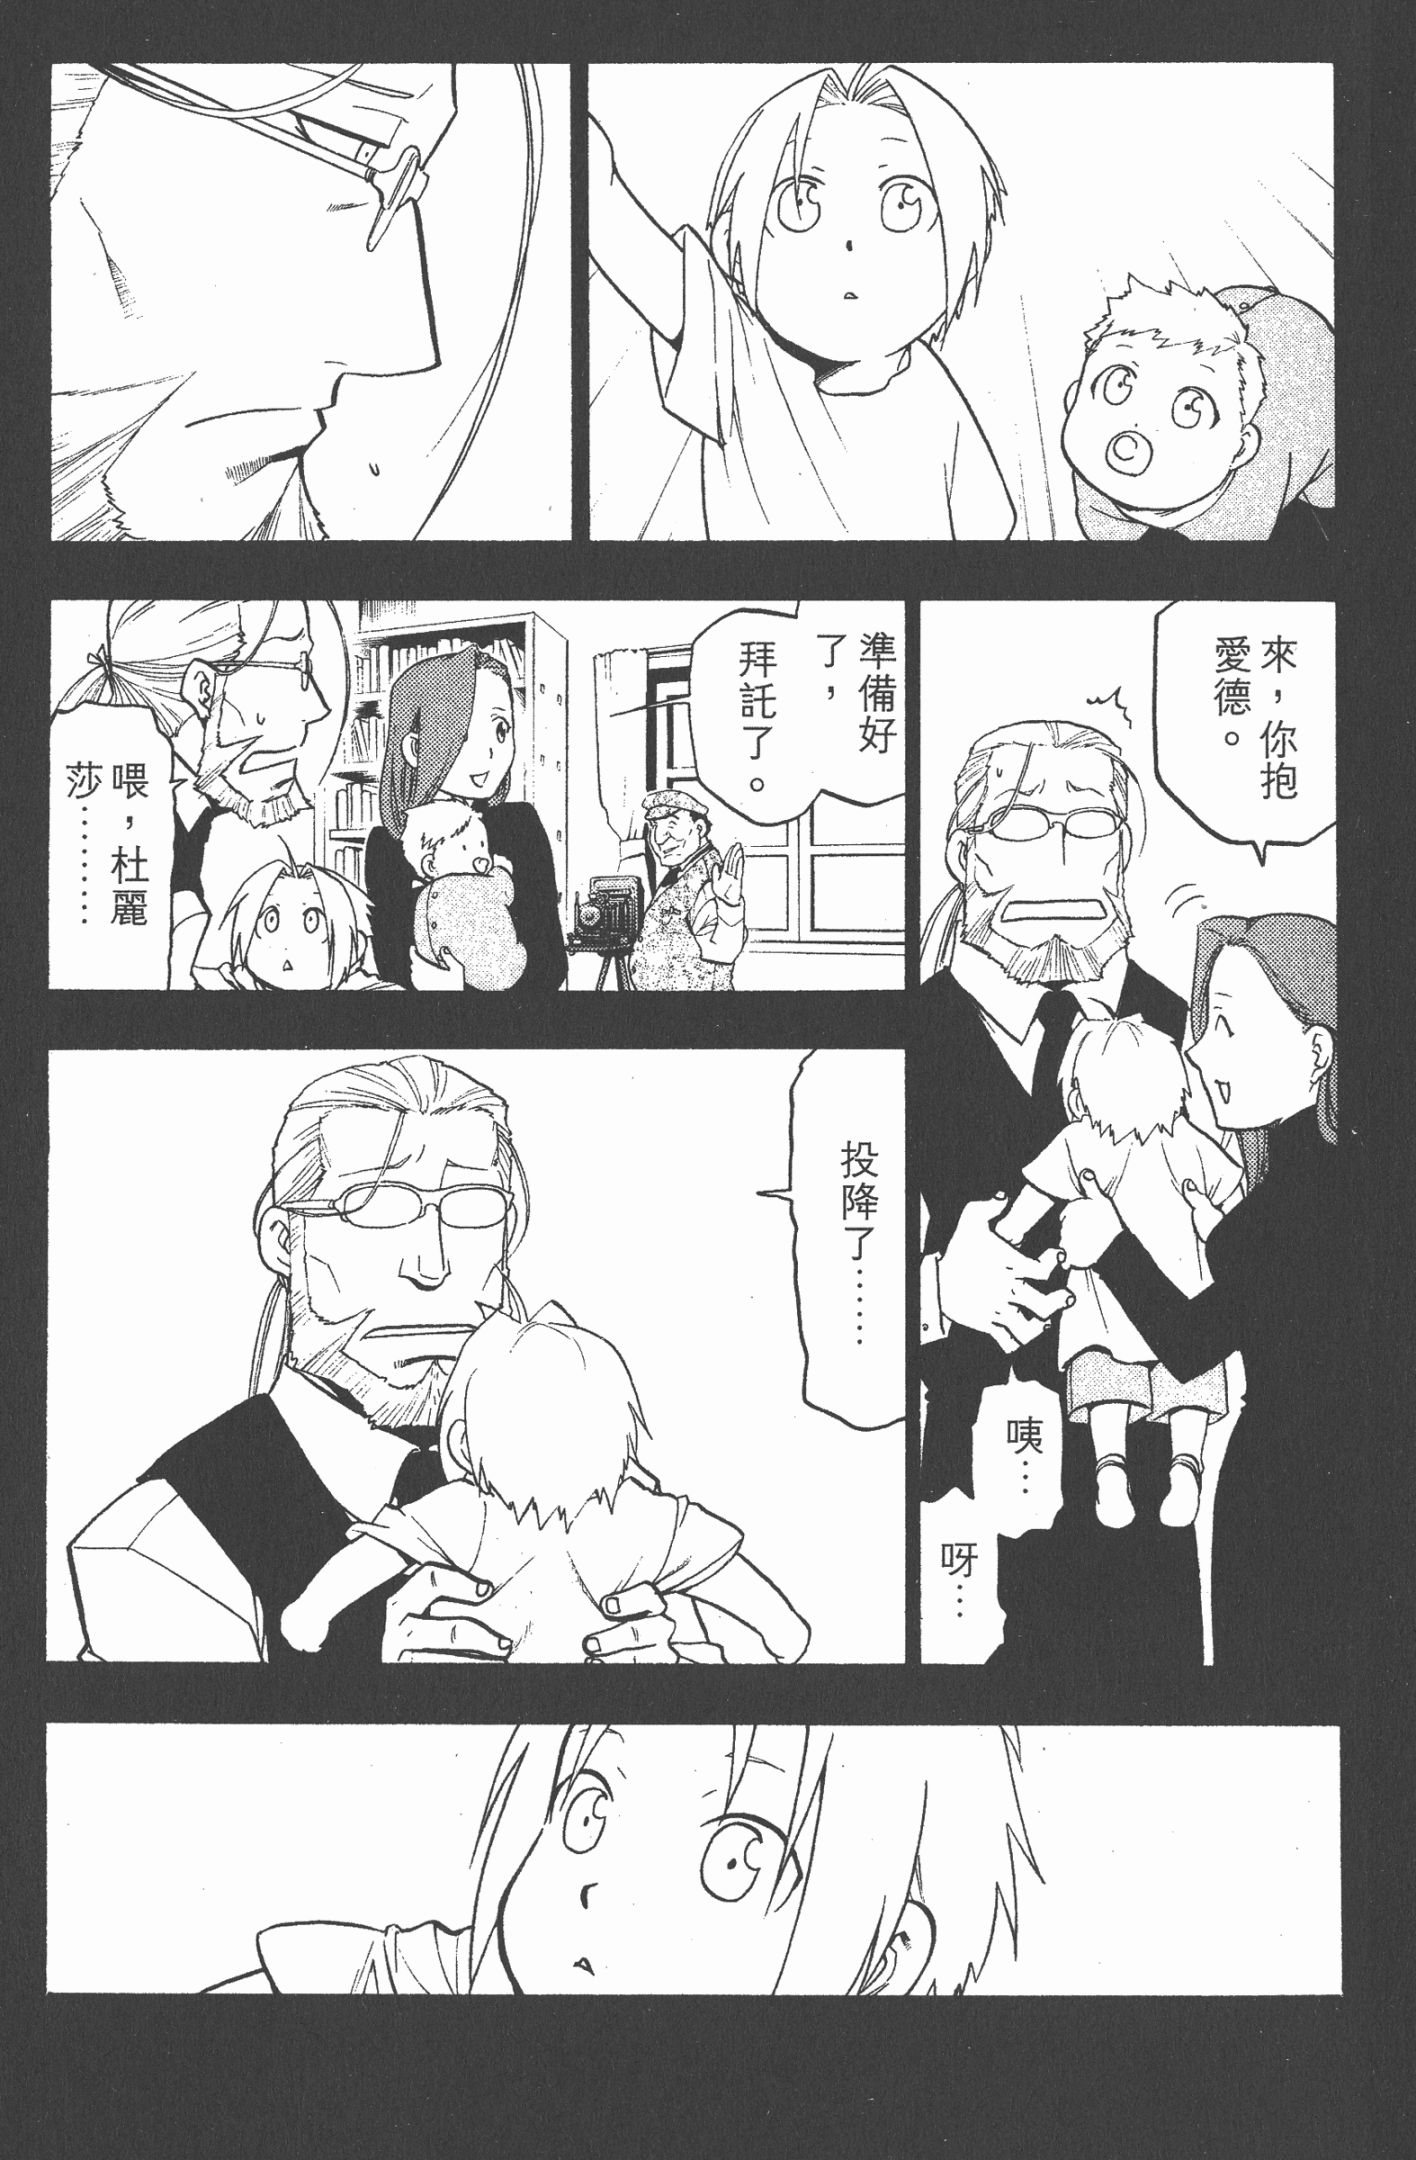 準備好
了，
拜託了。
喂，杜麗
莎………
來，你抱
愛德。
咦…
呀…
投降了……